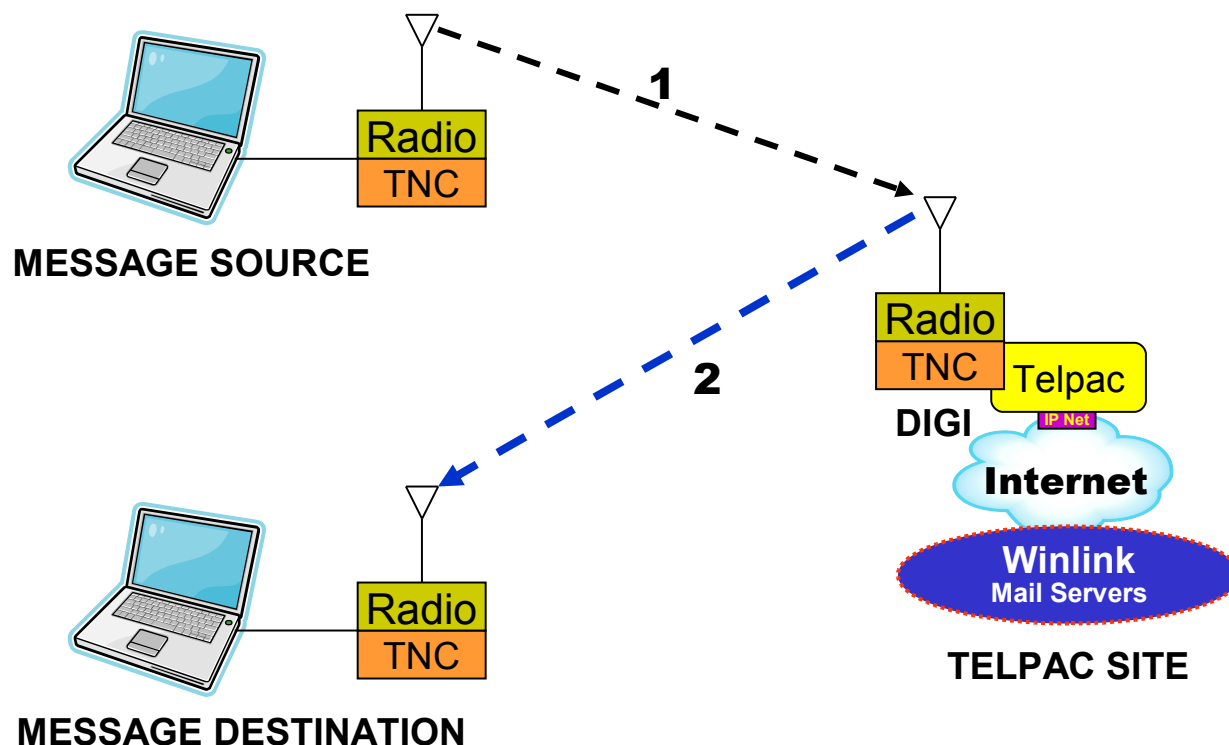 1
Radio
TNC
MESSAGE SOURCE
Radio
TNC
Telpac
2
DIGI
IP Net
Internet
Winlink
Mail Servers
Radio
TNC
TELPAC SITE
MESSAGE DESTINATION